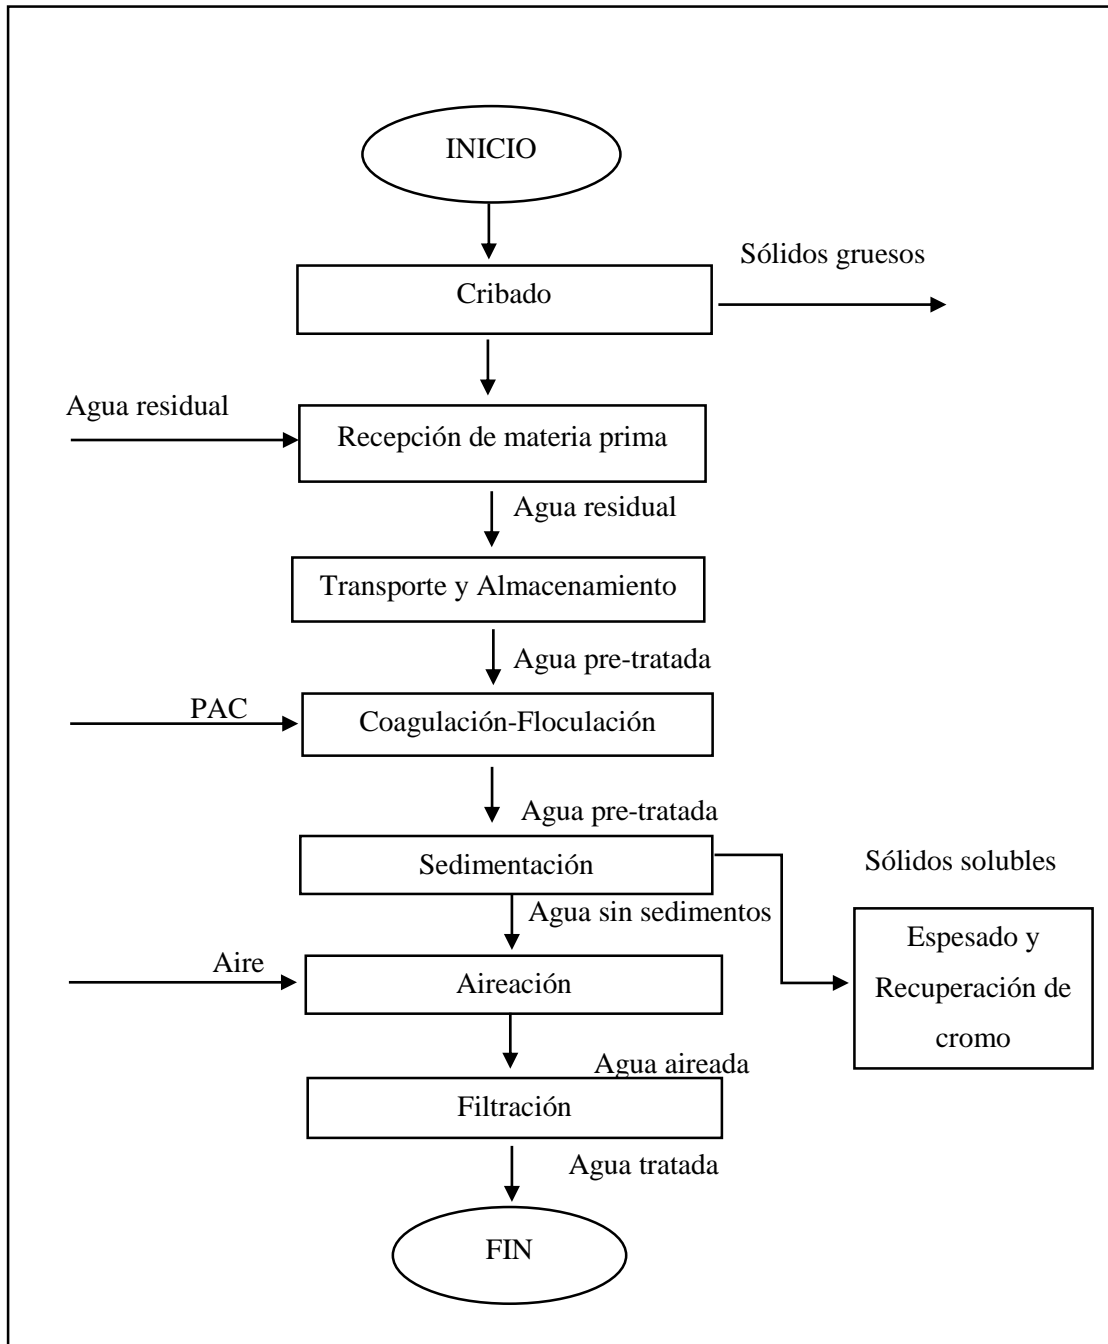 INICIO
Sólidos gruesos
Cribado
Agua residual
Recepción de materia prima
Agua residual
Transporte y Almacenamiento
Agua pre-tratada
PAC
Coagulación-Floculación
Agua pre-tratada
Sedimentación
Sólidos solubles
Agua sin sedimentos
Espesado y
Recuperación de
cromo
Aire
Aireación
Agua aireada
Filtración
Agua tratada
FIN